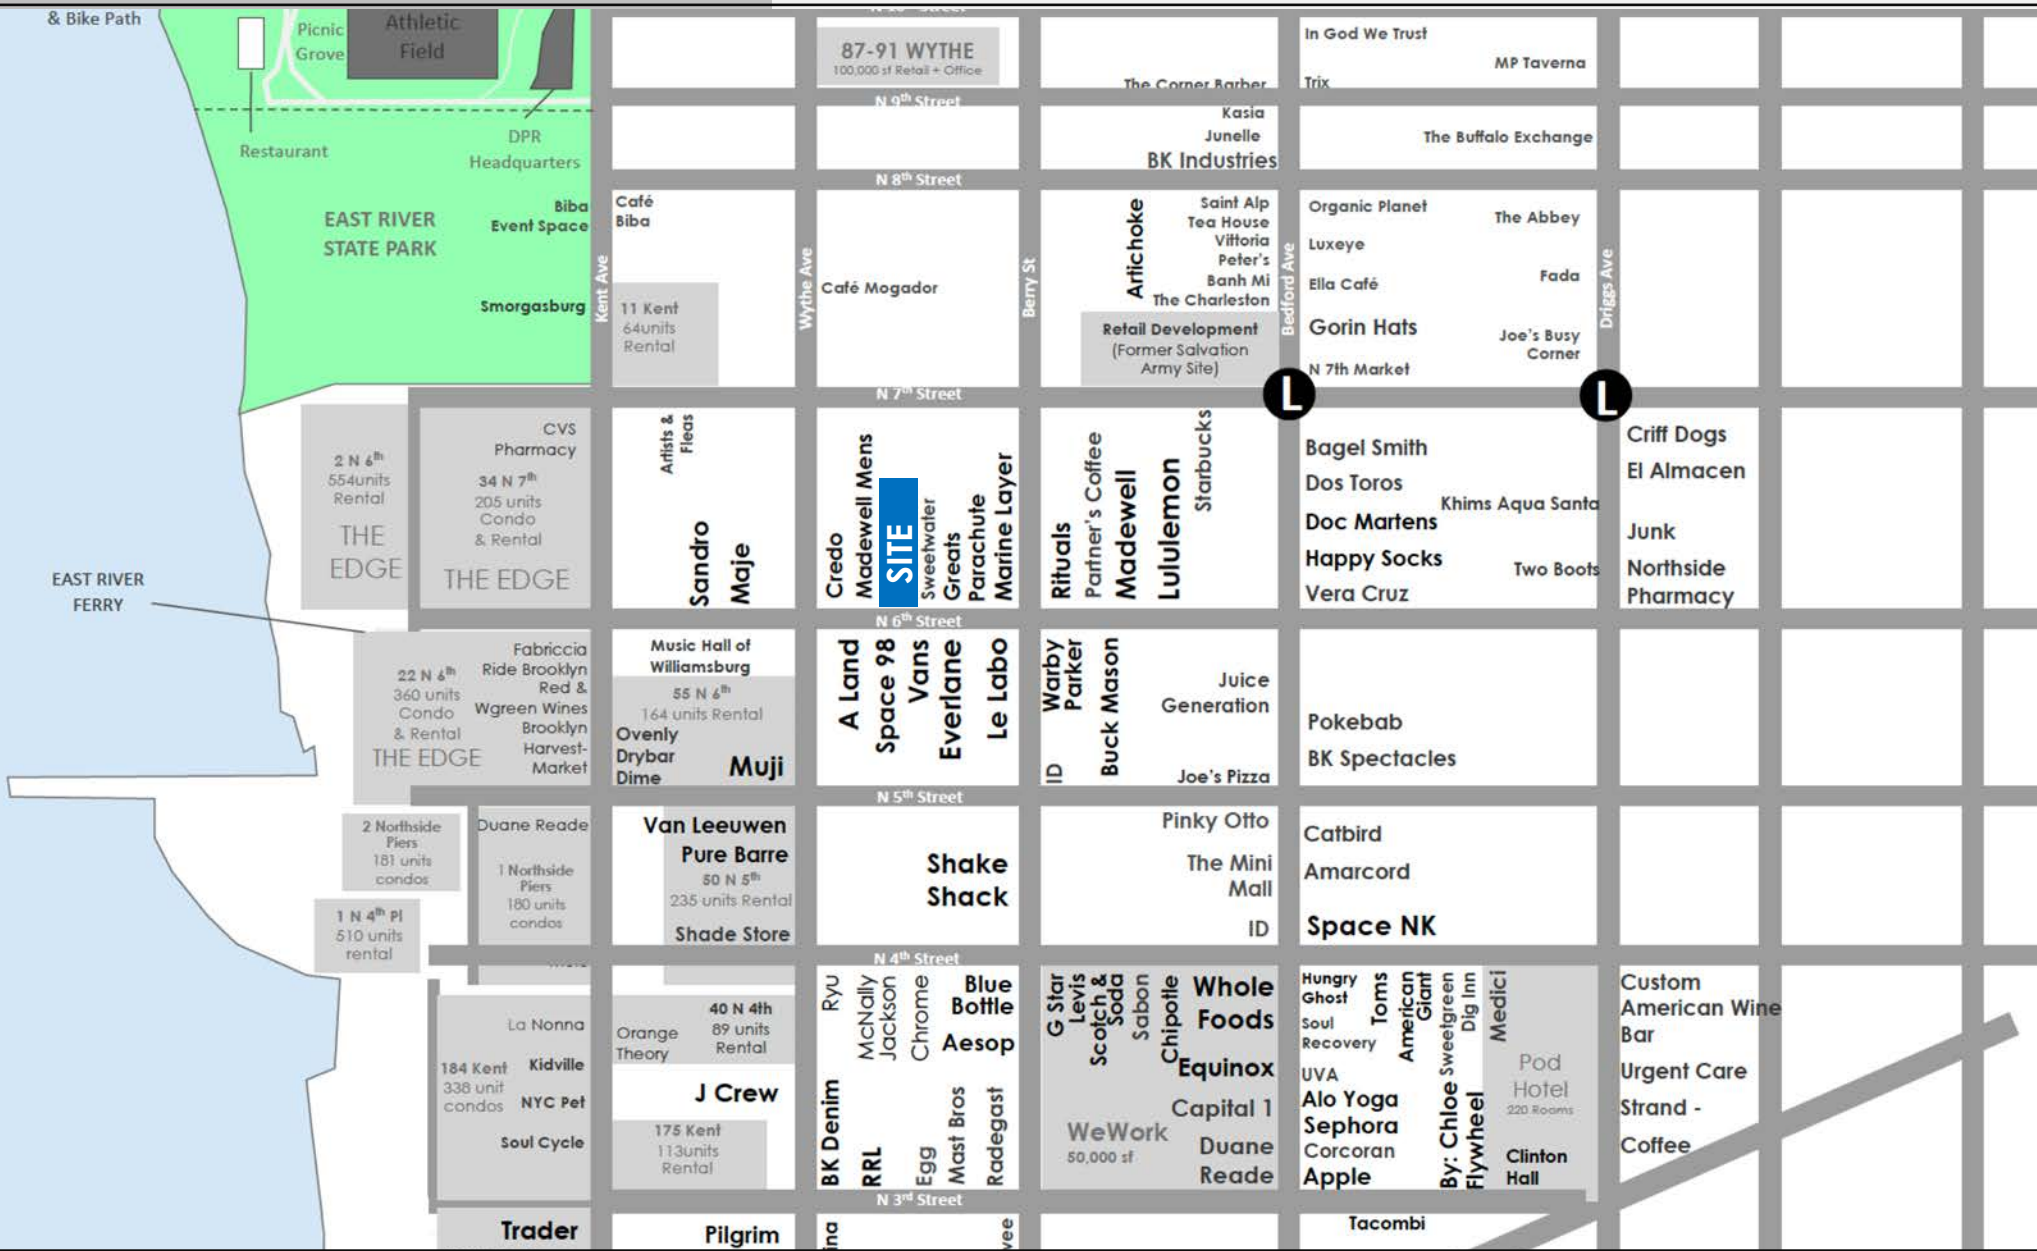 & Bike Path
Picnic
Grove
Athletic
Field
Restaurant
DPR
Headquarters
EAST RIVER
STATE PARK
Biba
Event Space
Smorgasburg
EAST RIVER
FERRY
N 10th Street
87-91 WYTHE
100,000 sf Retail + Office
The Corner Barber
In God We Trust
MP Taverna
Trix
N 9th Street
Kasia
Junelle
BK Industries
The Buffalo Exchange
N 8th Street
Kent Ave
Wythe Ave
Berry St
Bedford Ave
Driggs Ave
Café
Biba
11 Kent
64units
Rental
Café Mogador
Artichoke
Saint Alp
Tea House
Vittoria
Peter's
Banh Mi
The Charleston
Retail Development
(Former Salvation
Army Site)
Organic Planet
Luxeye
Ella Café
Gorin Hats
N 7th Market
The Abbey
Fada
Joe's Busy
Corner
N 7th Street
L
L
2 N 6th
554units
Rental
THE
EDGE
CVS
Pharmacy
34 N 7th
205 units
Condo
& Rental
THE EDGE
Artists &
Fleas
Sandro
Maje
Credo
Madewell Mens
SITE
Sweetwater
Greats
Parachute
Marine Layer
Rituals
Partner's Coffee
Madewell
Lululemon
Starbucks
Bagel Smith
Dos Toros
Doc Martens
Happy Socks
Vera Cruz
Khims Aqua Santa
Two Boots
Criff Dogs
El Almacen
Junk
Northside
Pharmacy
N 6th Street
22 N 6th
360 units
Condo
& Rental
THE EDGE
Fabriccia
Ride Brooklyn
Red &
Wgreen Wines
Brooklyn
Harvest-
Market
Music Hall of
Williamsburg
55 N 6th
164 units Rental
Ovenly
Drybar
Dime
Muji
A Land
Space 98
Vans
Everlane
Le Labo
Warby
Parker
ID
Buck Mason
Juice
Generation
Joe's Pizza
Pokebab
BK Spectacles
N 5th Street
2 Northside
Piers
181 units
condos
Duane Reade
1 Northside
Piers
180 units
condos
1 N 4th Pl
510 units
rental
Van Leeuwen
Pure Barre
50 N 5th
235 units Rental
Shade Store
Shake
Shack
Pinky Otto
The Mini
Mall
ID
Catbird
Amarcord
Space NK
N 4th Street
La Nonna
184 Kent
338 unit
condos
Kidville
NYC Pet
Soul Cycle
40 N 4th
89 units
Rental
Orange
Theory
J Crew
175 Kent
113units
Rental
Ryu
McNally
Jackson
Chrome
Blue
Bottle
Aesop
BK Denim
RRL
Egg
Mast Bros
Radegast
G Star
Levis
Scotch &
Soda
Sabon
Chipotle
Whole
Foods
Equinox
Capital 1
WeWork
50,000 sf
Duane
Reade
Hungry
Ghost
Soul
Recovery
UVA
Alo Yoga
Sephora
Corcoran
Apple
Toms
American
Giant
Sweetgreen
Dig Inn
By: Chloe
Flywheel
Medici
Pod
Hotel
220 Rooms
Clinton
Hall
Custom
American Wine
Bar
Urgent Care
Strand -
Coffee
N 3rd Street
Trader
Pilgrim
Tacombi